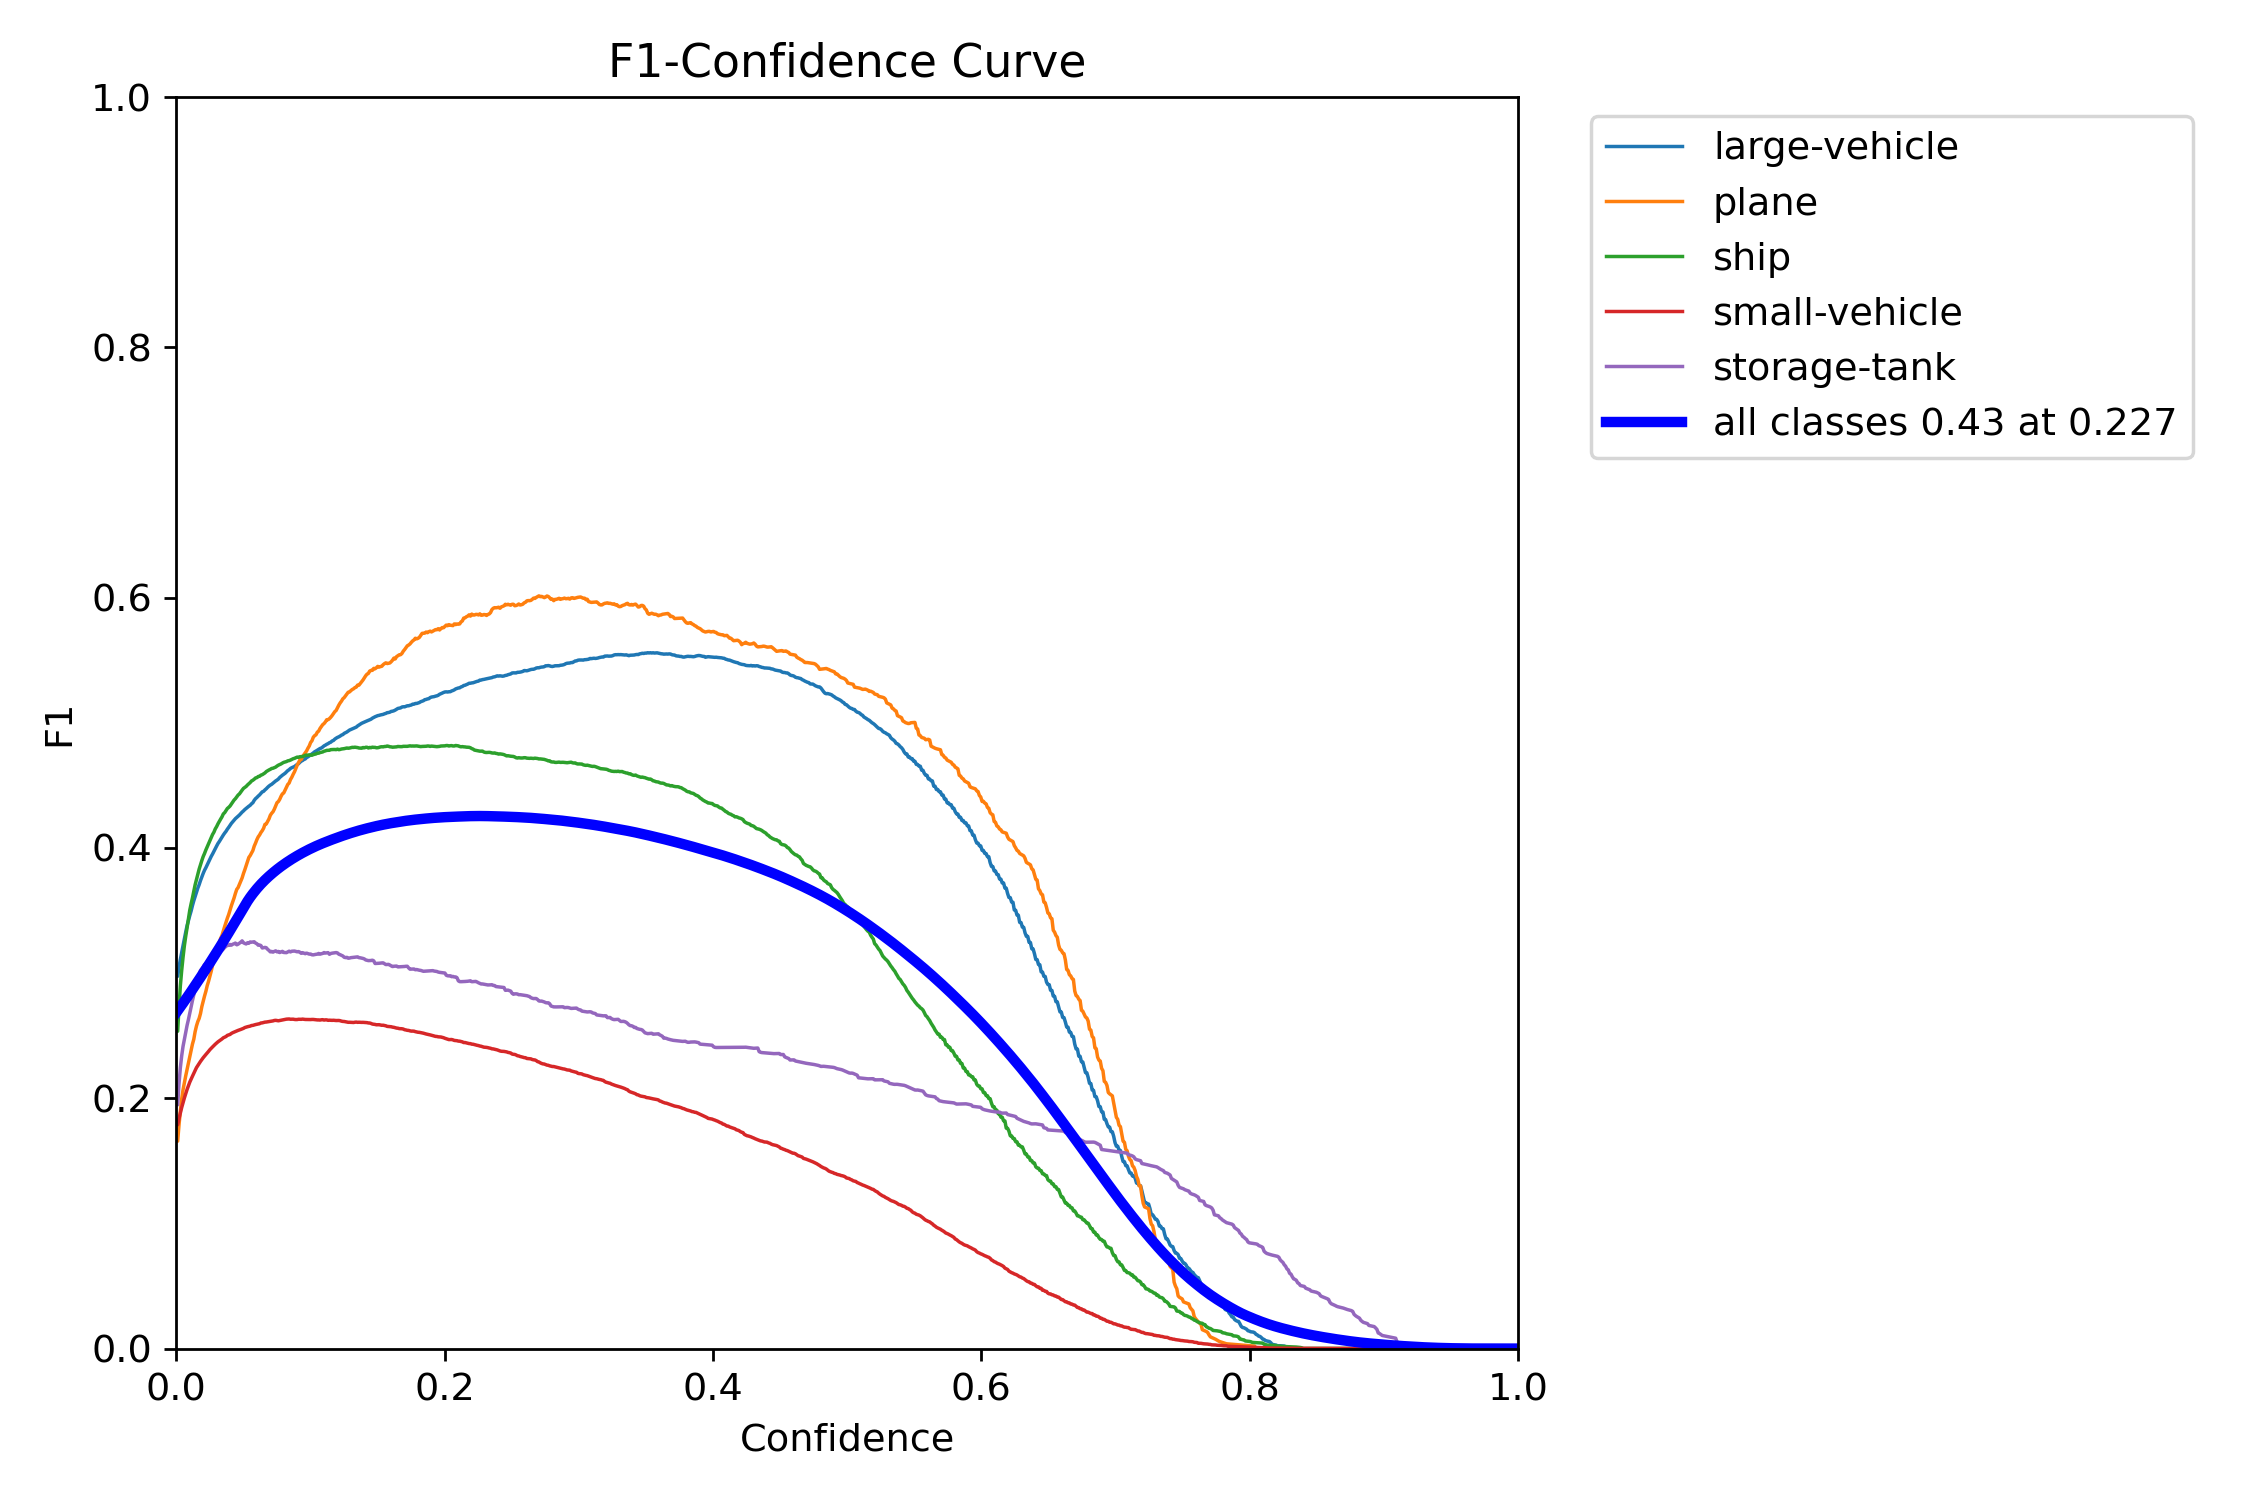 F1-Confidence Curve
1.0
0.8
0.6
0.4
0.2
0.0
F1
0.0 0.2 0.4 0.6 0.8 1.0
Confidence
large-vehicle
plane
ship
small-vehicle
storage-tank
all classes 0.43 at 0.227